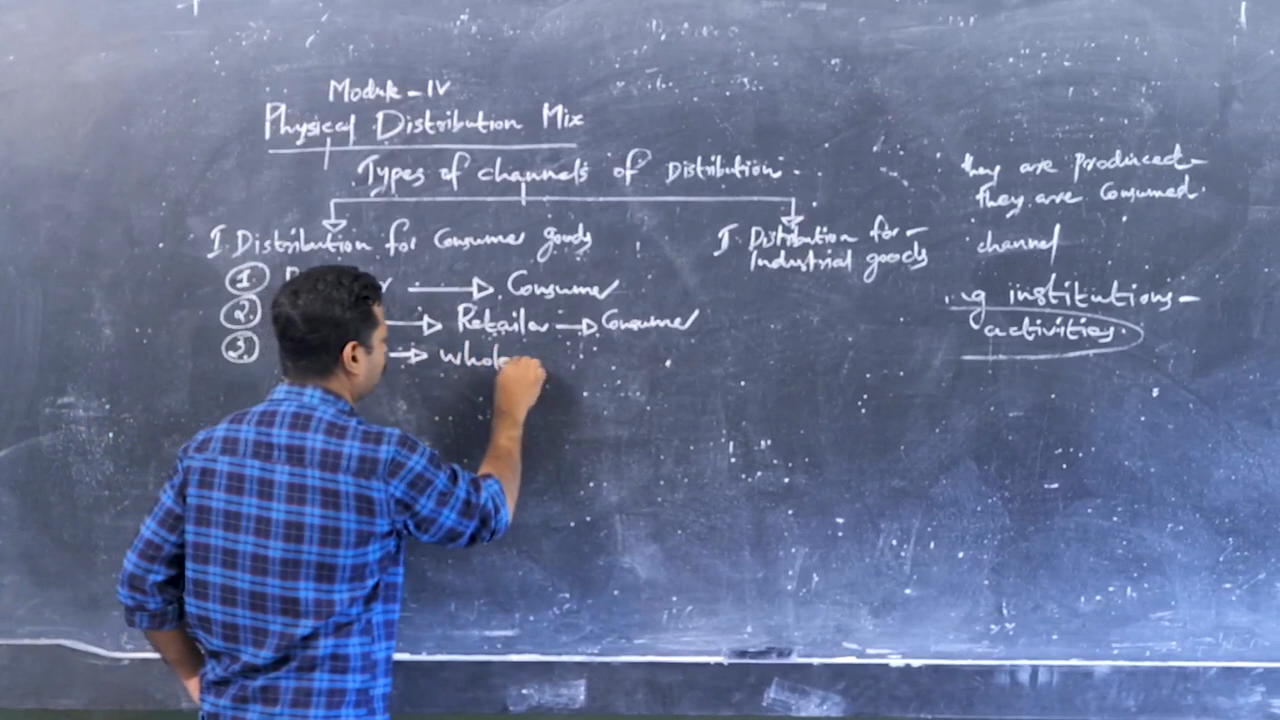 Module - IV
Physical Distribution Mix
Types of channels of Distribution.
I. Distribution for Consumer goods
I. Distribution for -
Industrial goods
1. → Consumer
2. → Retailer → Consumer
3. → Whole
they are Produced -
they are Consumed.
channel
institutions -
activities.